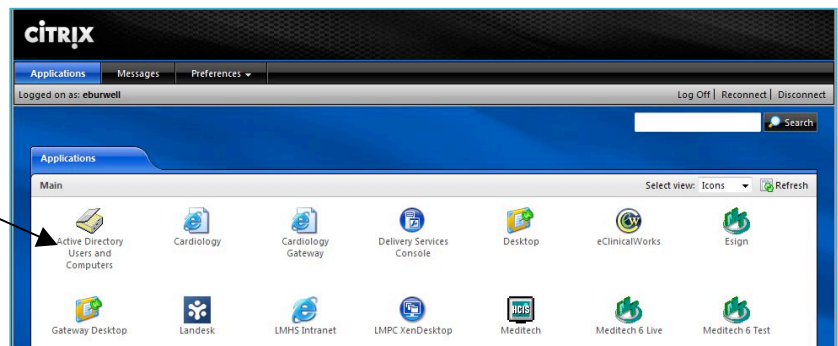 CITRIX
Applications Messages Preferences
Logged on as: eburwell Log Off | Reconnect | Disconnect
Search
Applications
Main Select view: Icons Refresh
Active Directory Users and Computers
Cardiology
Cardiology Gateway
Delivery Services Console
Desktop
eClinicalWorks
Esign
Gateway Desktop
Landesk
LMHS Intranet
LMPC XenDesktop
HCIS
Meditech
Meditech 6 Live
Meditech 6 Test